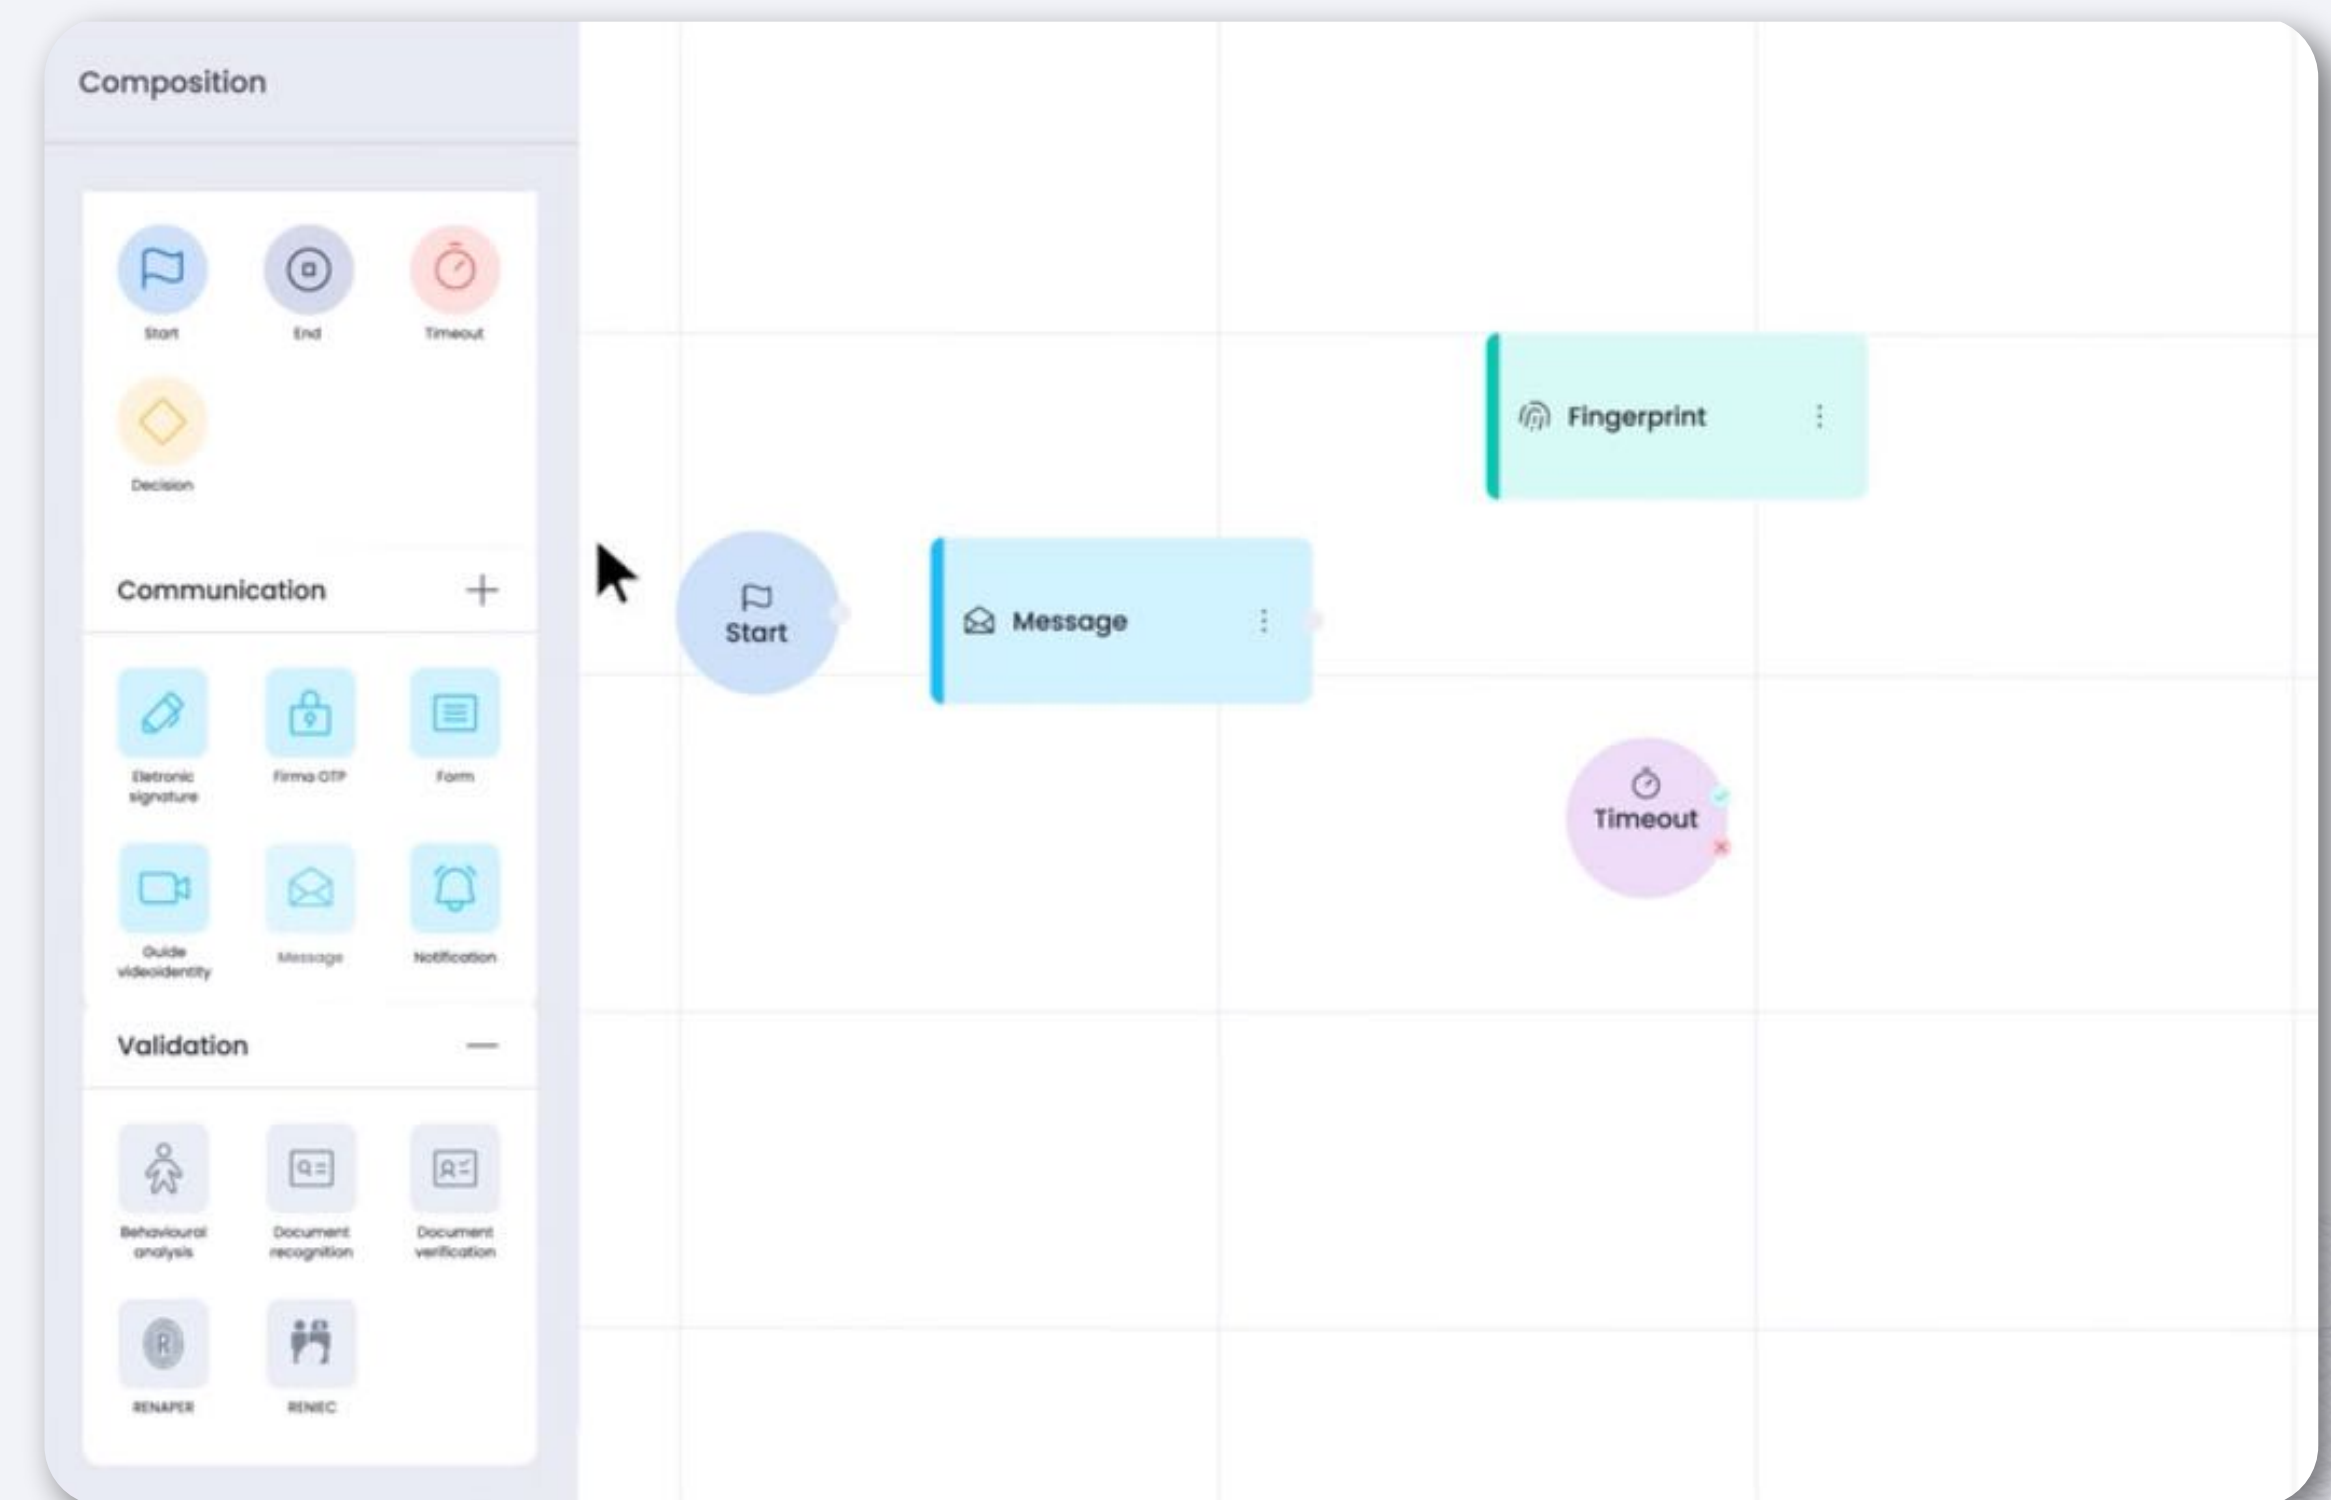 Composition
Start
End
Timeout
Decision
Communication
Eletronic
signature
Firma OTP
Form
Guide
videoidentity
Message
Notification
Validation
Behavioural
analysis
Document
recognition
Document
verification
R
RENAPER
RENIEC
Start
Message
Fingerprint
Timeout